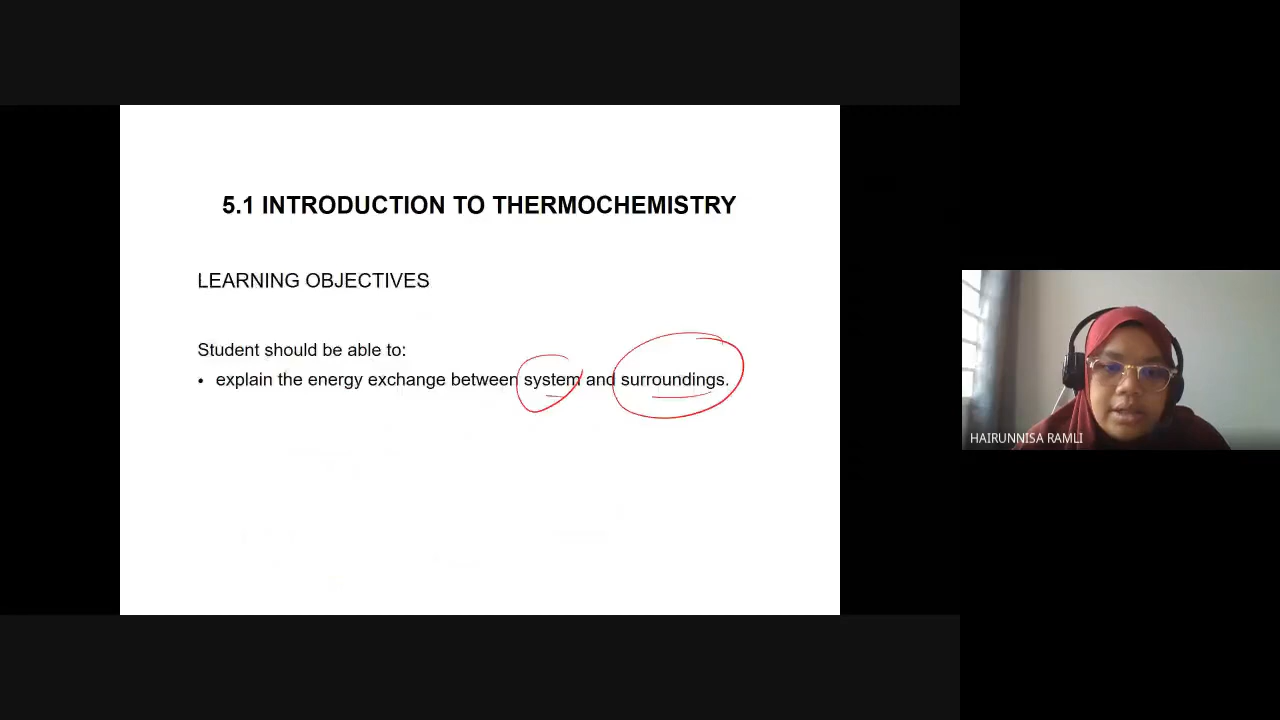 5.1 INTRODUCTION TO THERMOCHEMISTRY
LEARNING OBJECTIVES
Student should be able to:
• explain the energy exchange between system and surroundings.
HAIRUNNISA RAMLI